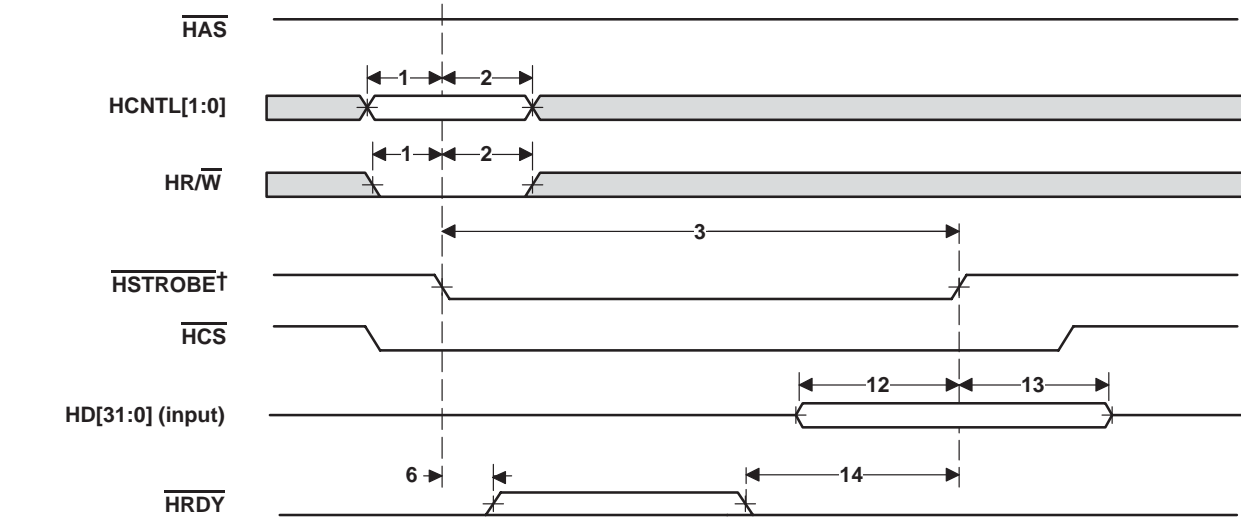 HAS
1 2
HCNTL[1:0]
1 2
HR/W
3
HSTROBE†
HCS
12 13
HD[31:0] (input)
6 14
HRDY